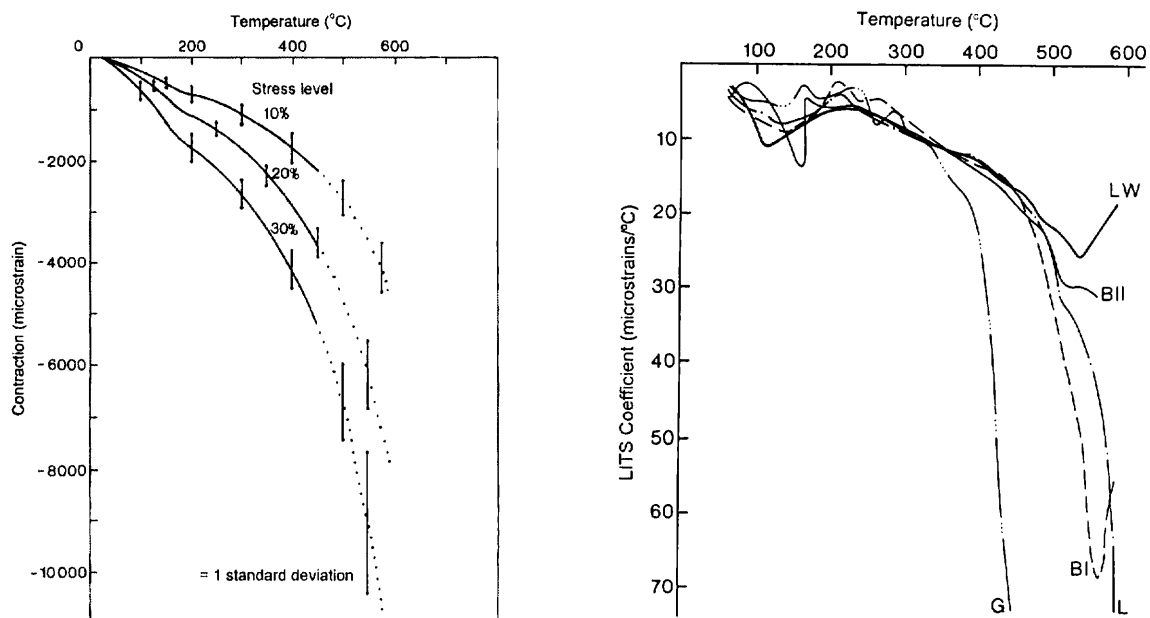 Temperature (°C)
0 200 400 600
Stress level
10%
20%
30%
-2000
-4000
-6000
-8000
-10000
Contraction (microstrain)
= 1 standard deviation
Temperature (°C)
100 200 300 400 500 600
10
20
30
40
50
60
70
LITS Coefficient (microstrains/°C)
LW
BII
BI
G
L